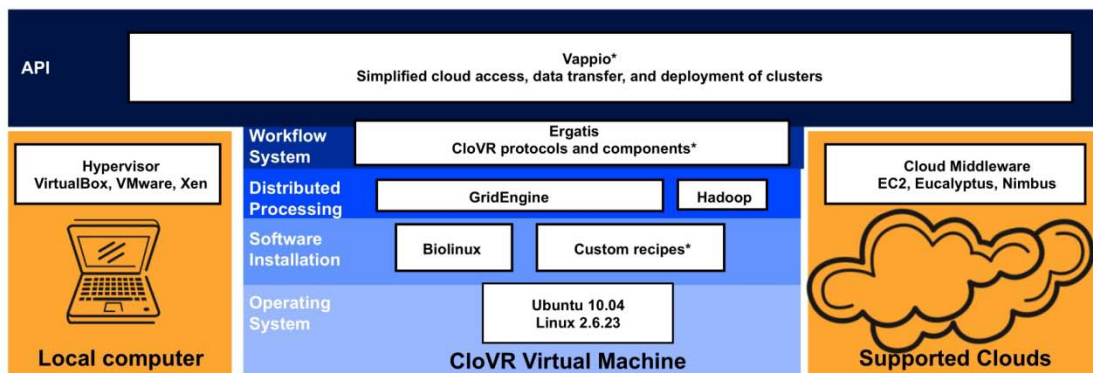 API
Vappio*
Simplified cloud access, data transfer, and deployment of clusters
Hypervisor
VirtualBox, VMware, Xen
Local computer
Workflow
System
Ergatis
CloVR protocols and components*
Distributed
Processing
GridEngine
Hadoop
Software
Installation
Biolinux
Custom recipes*
Operating
System
Ubuntu 10.04
Linux 2.6.23
CloVR Virtual Machine
Cloud Middleware
EC2, Eucalyptus, Nimbus
Supported Clouds